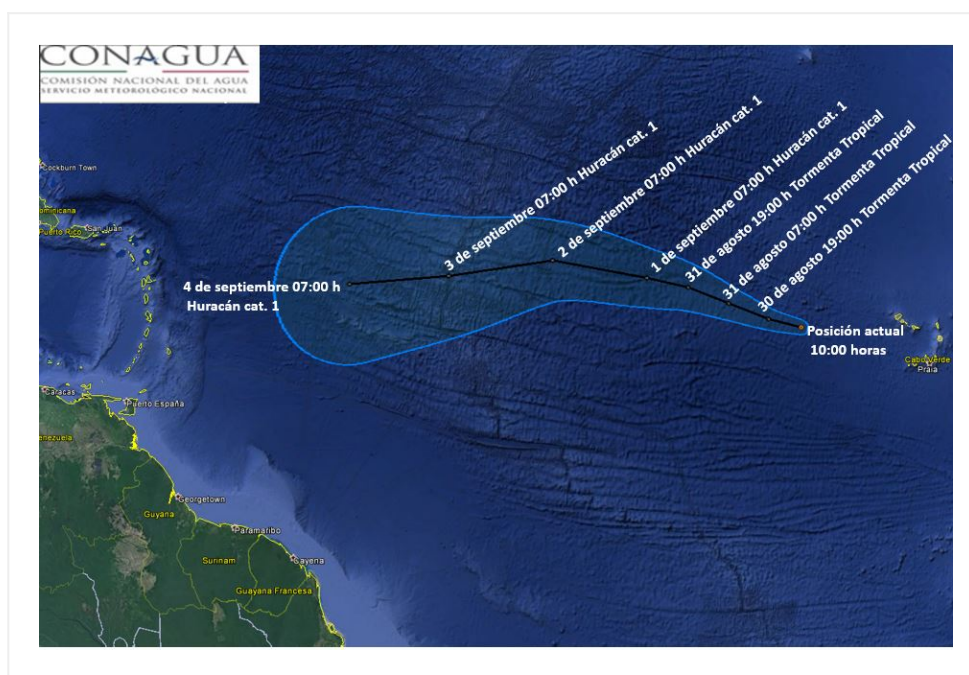 CONAGUA
COMISIÓN NACIONAL DEL AGUA
SERVICIO METEOROLÓGICO NACIONAL
3 de septiembre 07:00 h Huracán cat. 1
2 de septiembre 07:00 h Huracán cat. 1
1 de septiembre 07:00 h Huracán cat. 1
31 de agosto 19:00 h Tormenta Tropical
31 de agosto 07:00 h Tormenta Tropical
30 de agosto 19:00 h Tormenta Tropical
Cockburn Town
ominicana
Puerto Rico
San Juan
4 de septiembre 07:00 h
Huracán cat. 1
Posición actual
10:00 horas
Cabo Verde
Praia
Caracas
Puerto España
enezuela
Georgetown
Guyana
Paramaribo
Surinam
Cayena
Guayana Francesa